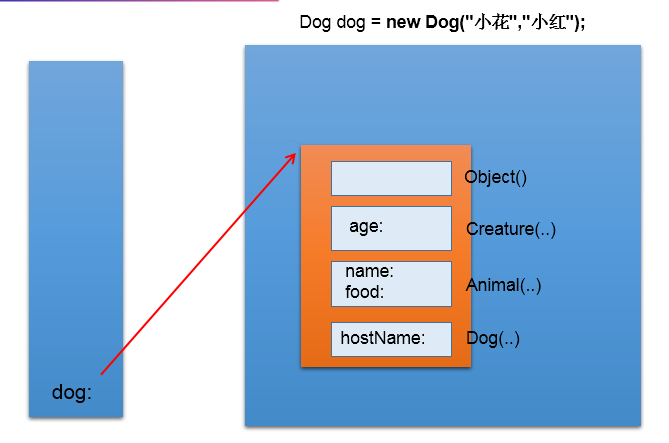 Dog dog = new Dog("小花","小红");
Object()
age:
Creature(..)
name:
food:
Animal(..)
hostName:
Dog(..)
dog: